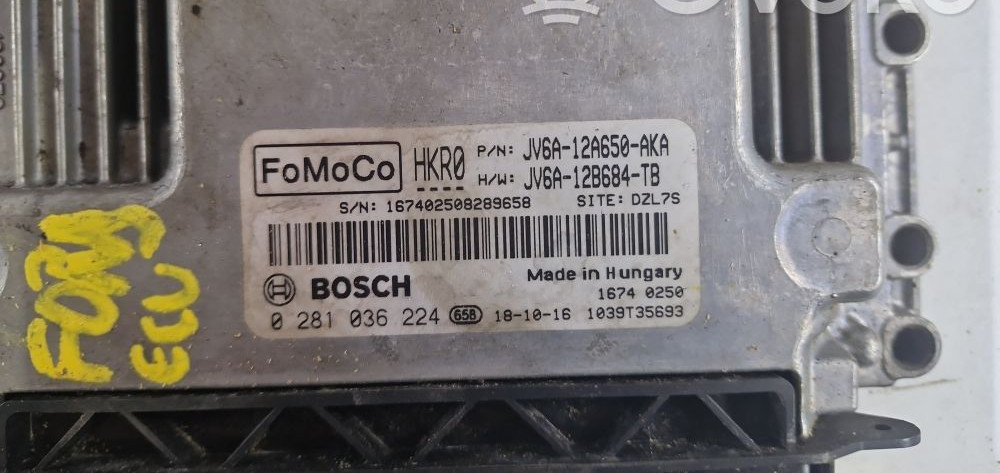 FoMoCo HKR0 P/N: JV6A-12A650-AKA
H/W: JV6A-12B684-TB
S/N: 167402508289658 SITE: DZL7S
BOSCH Made in Hungary
1674 0250
0 281 036 224 658 18-10-16 1039T35693
FORD
ECU